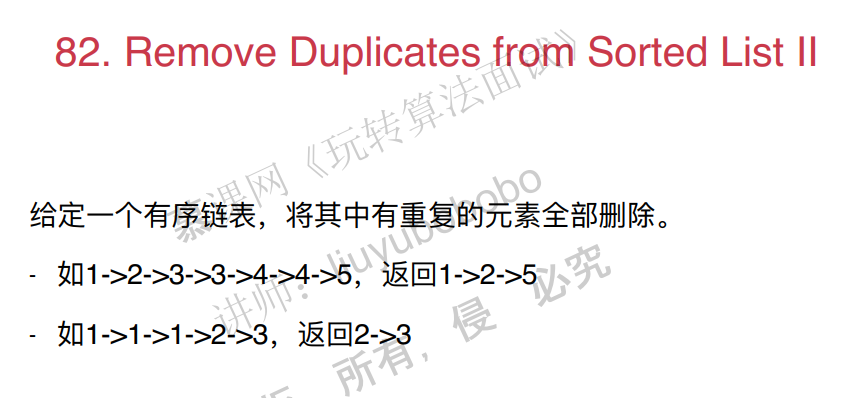 82. Remove Duplicates from Sorted List II
慕课网《玩转算法面试》
给定一个有序链表，将其中有重复的元素全部删除。
讲师：liuyubobobo
- 如1->2->3->3->4->4->5，返回1->2->5
- 如1->1->1->2->3，返回2->3
所有，侵 必究